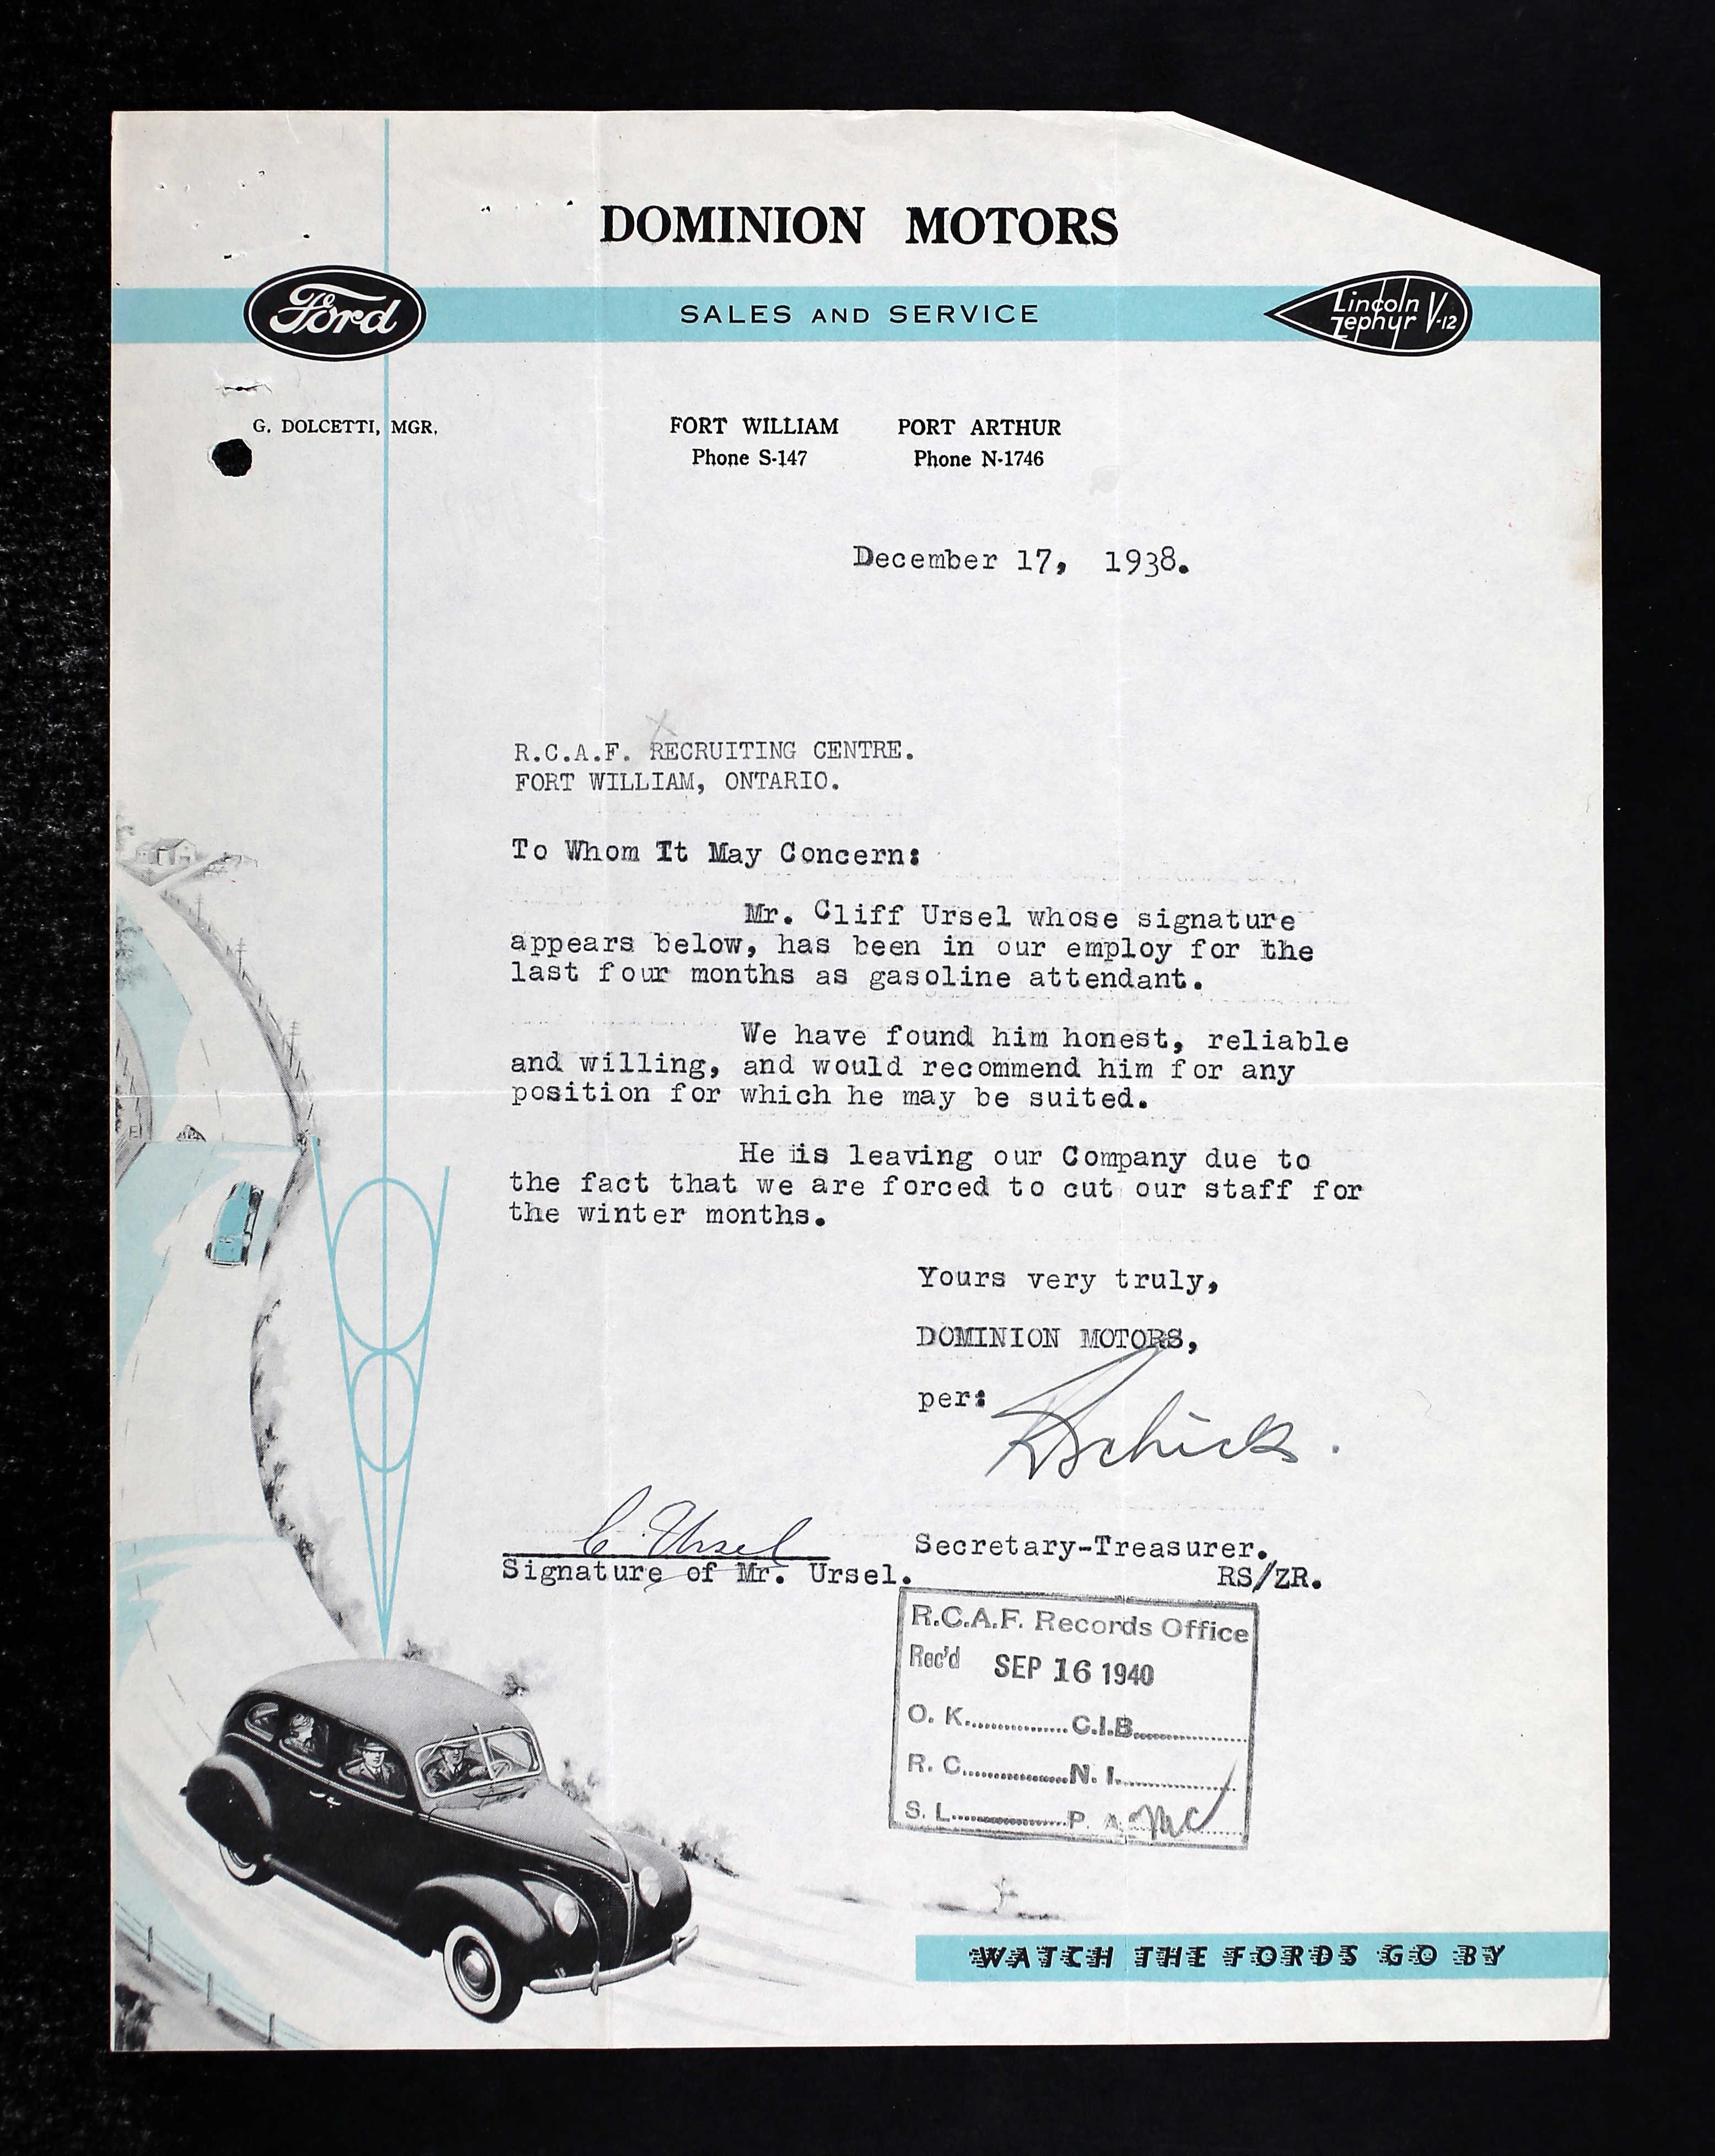 DOMINION MOTORS
Ford
SALES AND SERVICE
Lincoln
Zephyr V-12
G. DOLCETTI, MGR.
FORT WILLIAM PORT ARTHUR
Phone S-147 Phone N-1746
December 17, 1938.
R.C.A.F. RECRUITING CENTRE.
FORT WILLIAM, ONTARIO.
To Whom It May Concern:
Mr. Cliff Ursel whose signature
appears below, has been in our employ for the
last four months as gasoline attendant.
We have found him honest, reliable
and willing, and would recommend him for any
position for which he may be suited.
He is leaving our Company due to
the fact that we are forced to cut our staff for
the winter months.
Yours very truly,
DOMINION MOTORS,
per:
RSchick.
C. Ursel
Secretary-Treasurer.
Signature of Mr. Ursel.
RS/ZR.
R.C.A.F. Records Office
Rec'd SEP 16 1940
O. K................C.I.B................
R. C................N. I................
S. L................P. A.
WATCH THE FORDS GO BY